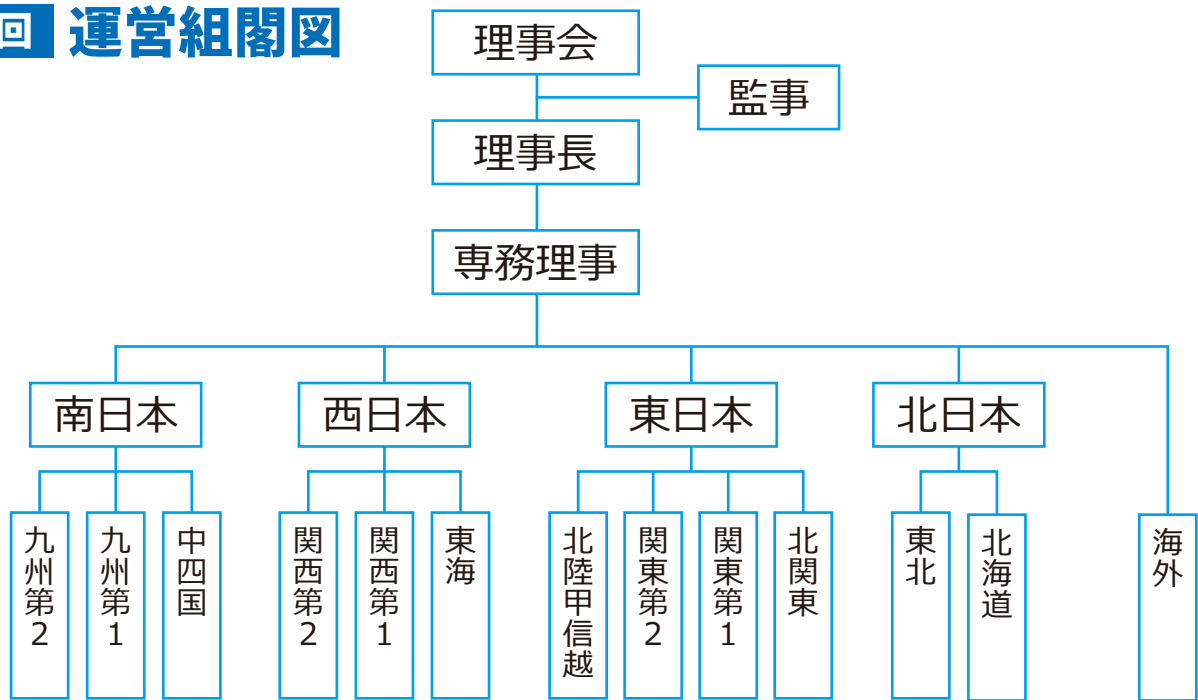 回 運営組閣図
理事会
監事
理事長
専務理事
南日本
西日本
東日本
北日本
九州第2
九州第1
中四国
関西第2
関西第1
東海
北陸甲信越
関東第2
関東第1
北関東
東北
北海道
海外